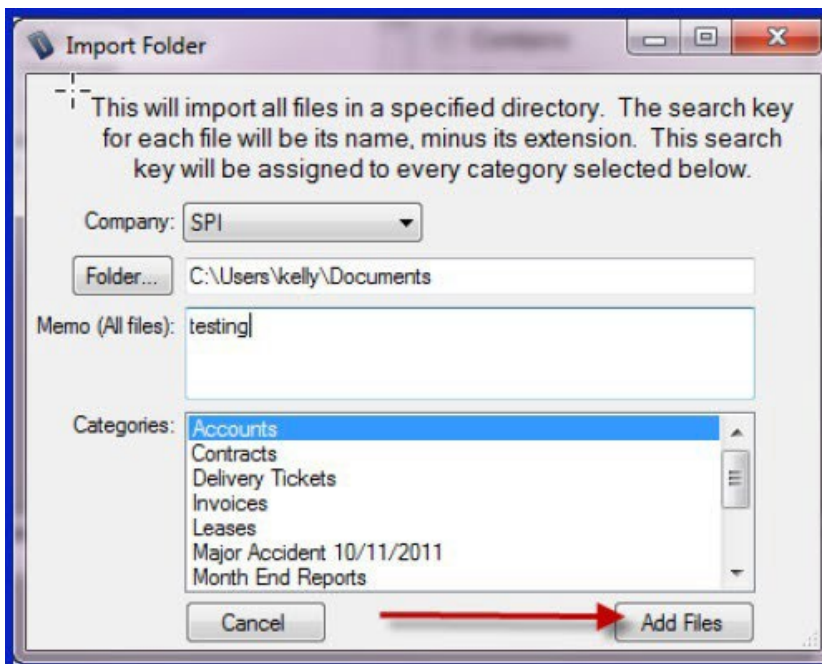 Import Folder
This will import all files in a specified directory. The search key
for each file will be its name, minus its extension. This search
key will be assigned to every category selected below.
Company: SPI
Folder... C:\Users\kelly\Documents
Memo (All files): testing
Categories: Accounts
Contracts
Delivery Tickets
Invoices
Leases
Major Accident 10/11/2011
Month End Reports
Cancel Add Files